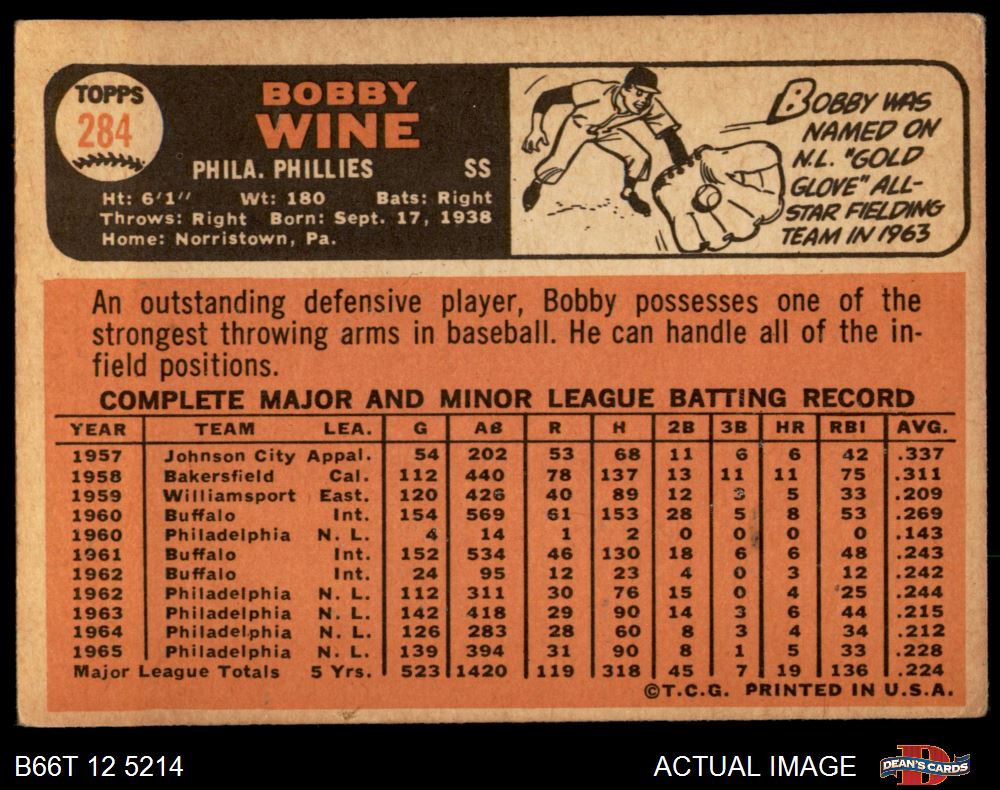 TOPPS
284
BOBBY
WINE
PHILA. PHILLIES SS
Ht: 6'1" Wt: 180 Bats: Right
Throws: Right Born: Sept. 17, 1938
Home: Norristown, Pa.
BOBBY WAS
NAMED ON
N.L. "GOLD
GLOVE" ALL-
STAR FIELDING
TEAM IN 1963
An outstanding defensive player, Bobby possesses one of the
strongest throwing arms in baseball. He can handle all of the in-
field positions.
COMPLETE MAJOR AND MINOR LEAGUE BATTING RECORD
YEAR TEAM LEA. G AB R H 2B 3B HR RBI AVG.
1957 Johnson City Appal. 54 202 53 68 11 6 6 42 .337
1958 Bakersfield Cal. 112 440 78 137 13 11 11 75 .311
1959 Williamsport East. 120 426 40 89 12 3 5 33 .209
1960 Buffalo Int. 154 569 61 153 28 5 8 53 .269
1960 Philadelphia N. L. 4 14 1 2 0 0 0 0 .143
1961 Buffalo Int. 152 534 46 130 18 6 6 48 .243
1962 Buffalo Int. 24 95 12 23 4 0 3 12 .242
1962 Philadelphia N. L. 112 311 30 76 15 0 4 25 .244
1963 Philadelphia N. L. 142 418 29 90 14 3 6 44 .215
1964 Philadelphia N. L. 126 283 28 60 8 3 4 34 .212
1965 Philadelphia N. L. 139 394 31 90 8 1 5 33 .228
Major League Totals 5 Yrs. 523 1420 119 318 45 7 19 136 .224
©T.C.G. PRINTED IN U.S.A.
B66T 12 5214
ACTUAL IMAGE
DEAN'S CARDS